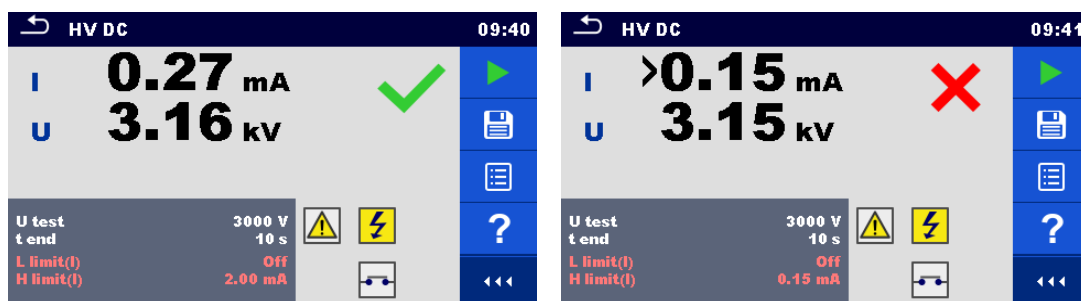 HV DC 09:40
I 0.27 mA
U 3.16 kV
U test 3000 V
t end 10 s
L limit(I) Off
H limit(I) 2.00 mA
?
HV DC 09:41
I >0.15 mA
U 3.15 kV
U test 3000 V
t end 10 s
L limit(I) Off
H limit(I) 0.15 mA
?